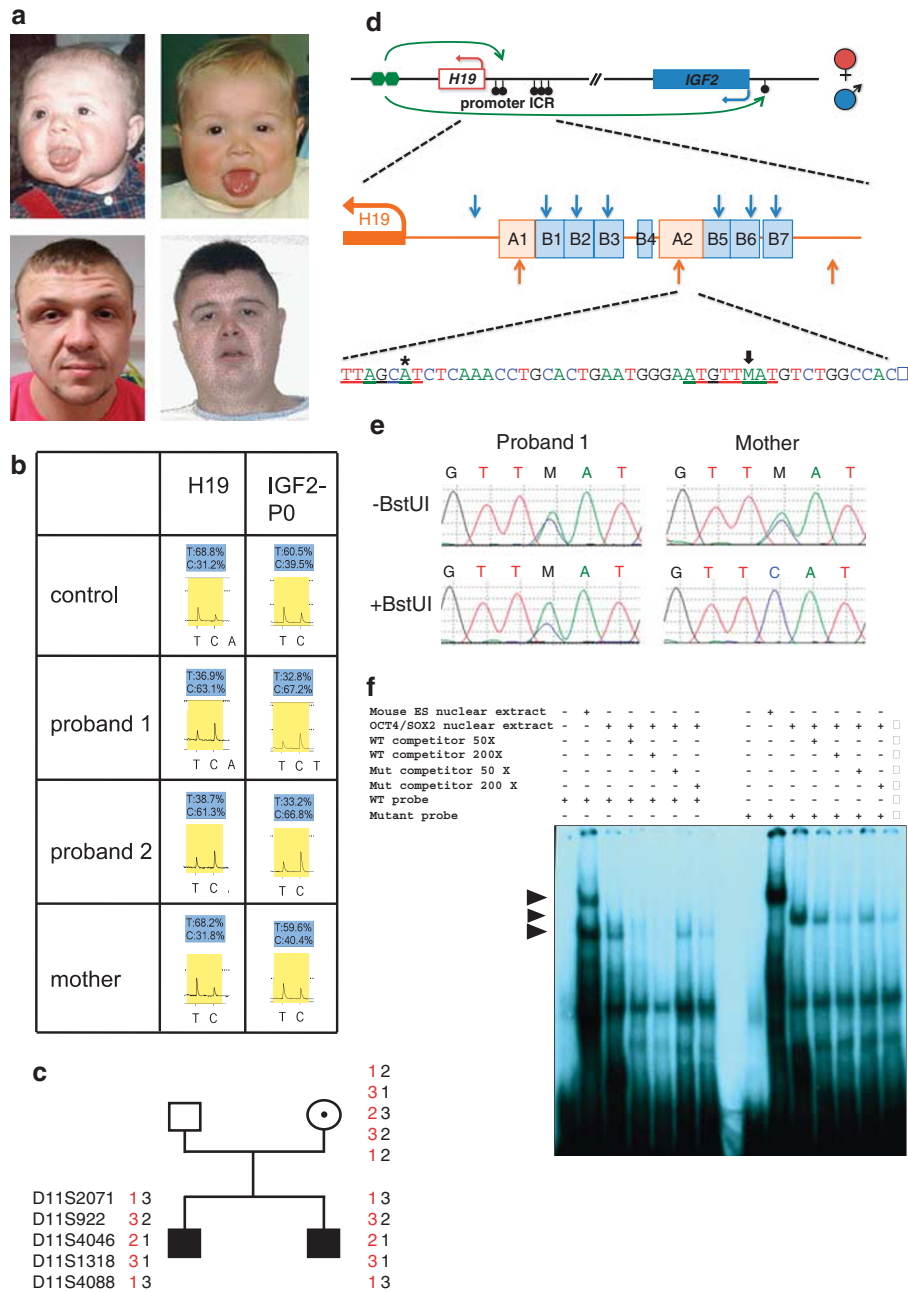 a
b
H19 IGF2-
P0
control
T:68.8%
C:31.2%
T C A
T:60.5%
C:39.5%
T C
proband 1
T:36.9%
C:63.1%
T C A
T:32.8%
C:67.2%
T C T
proband 2
T:38.7%
C:61.3%
T C
T:33.2%
C:66.8%
T C
mother
T:68.2%
C:31.8%
T C
T:59.6%
C:40.4%
T C
c
1 2
3 1
2 3
3 2
1 2
D11S2071 1 3
D11S922 3 2
D11S4046 2 1
D11S1318 3 1
D11S4088 1 3
1 3
3 2
2 1
3 1
1 3
d
H19
promoter ICR
//
IGF2
♀
♂
H19
A1 B1 B2 B3 B4 A2 B5 B6 B7
*
TTAGCATCTCAAACCTGCACTGAATGGGAATGTTMATGTCTGGCCAC□
e
Proband 1 Mother
-BstUI
G T T M A T
G T T M A T
+BstUI
G T T M A T
G T T C A T
f
Mouse ES nuclear extract - + - - - - - - - + - - - - -
OCT4/SOX2 nuclear extract - - + + + + + - - + + + + + □
WT competitor 50X - - - + - - - - - - + - - - □
WT competitor 200X - - - - + - - - - - - + - - □
Mut competitor 50 X - - - - - + - - - - - - + - □
Mut competitor 200 X - - - - - - + - - - - - - + □
WT probe + + + + + + + - - - - - - - □
Mutant probe - - - - - - - + + + + + + + □